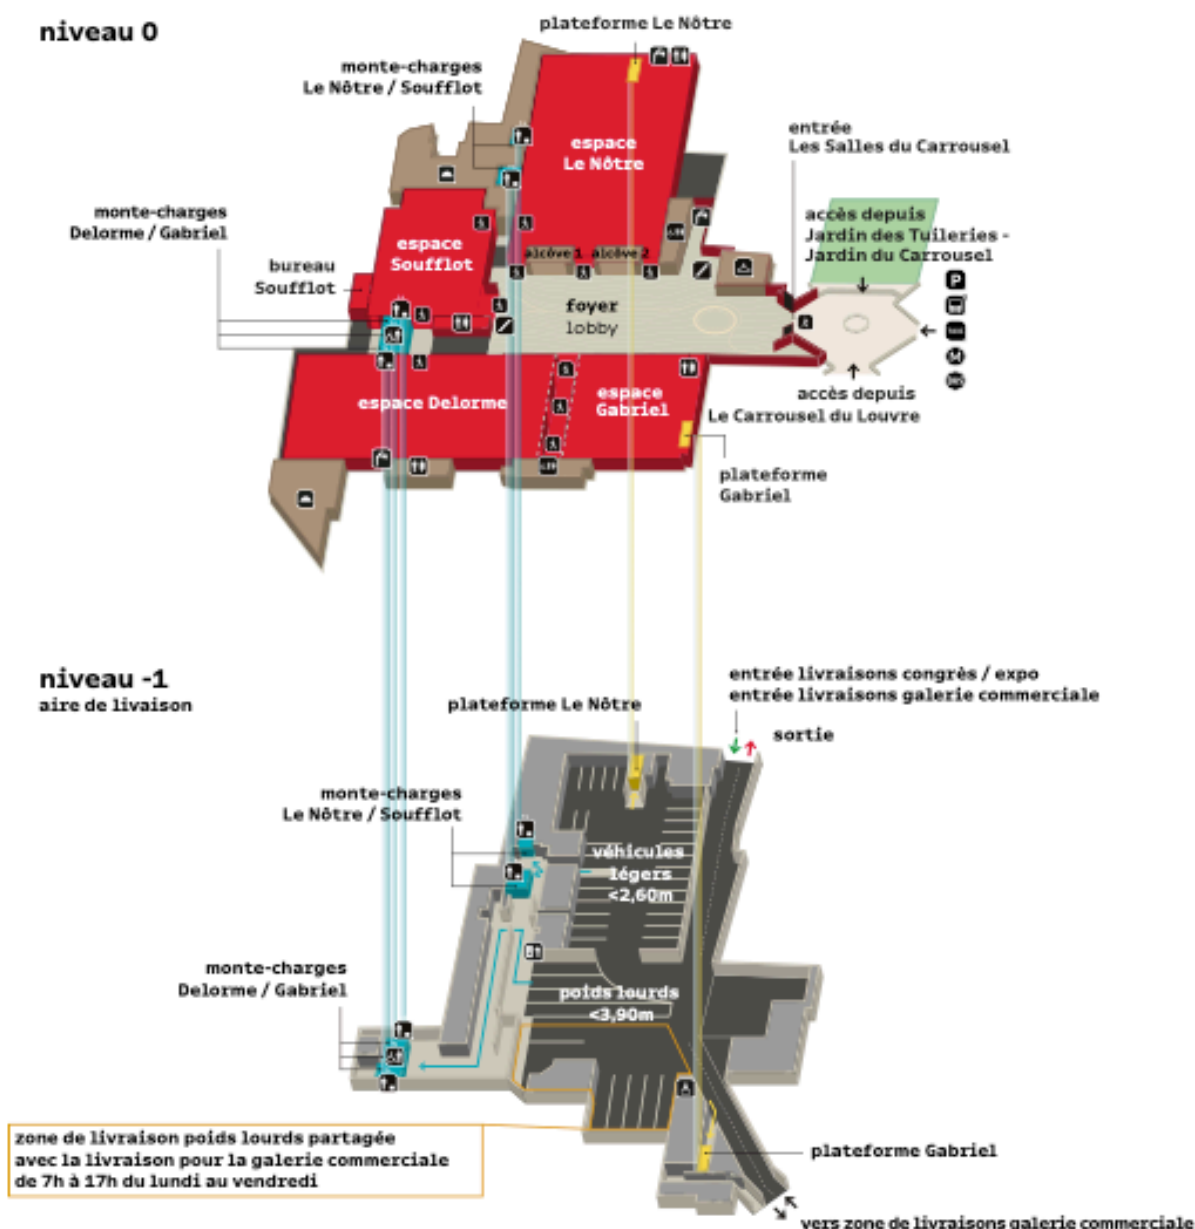 niveau 0
plateforme Le Nôtre
monte-charges
Le Nôtre / Soufflot
espace
Le Nôtre
entrée
Les Salles du Carrousel
monte-charges
Delorme / Gabriel
accès depuis
Jardin des Tuileries -
Jardin du Carrousel
espace
Soufflot
bureau
Soufflot
alcôve 1
alcôve 2
foyer
lobby
P
espace Delorme
espace
Gabriel
accès depuis
Le Carrousel du Louvre
plateforme
Gabriel
niveau -1
aire de livaison
entrée livraisons congrès / expo
entrée livraisons galerie commerciale
plateforme Le Nôtre
sortie
monte-charges
Le Nôtre / Soufflot
véhicules
légers
<2,60m
monte-charges
Delorme / Gabriel
poids lourds
<3,90m
zone de livraison poids lourds partagée
avec la livraison pour la galerie commerciale
de 7h à 17h du lundi au vendredi
plateforme Gabriel
vers zone de livraisons galerie commerciale